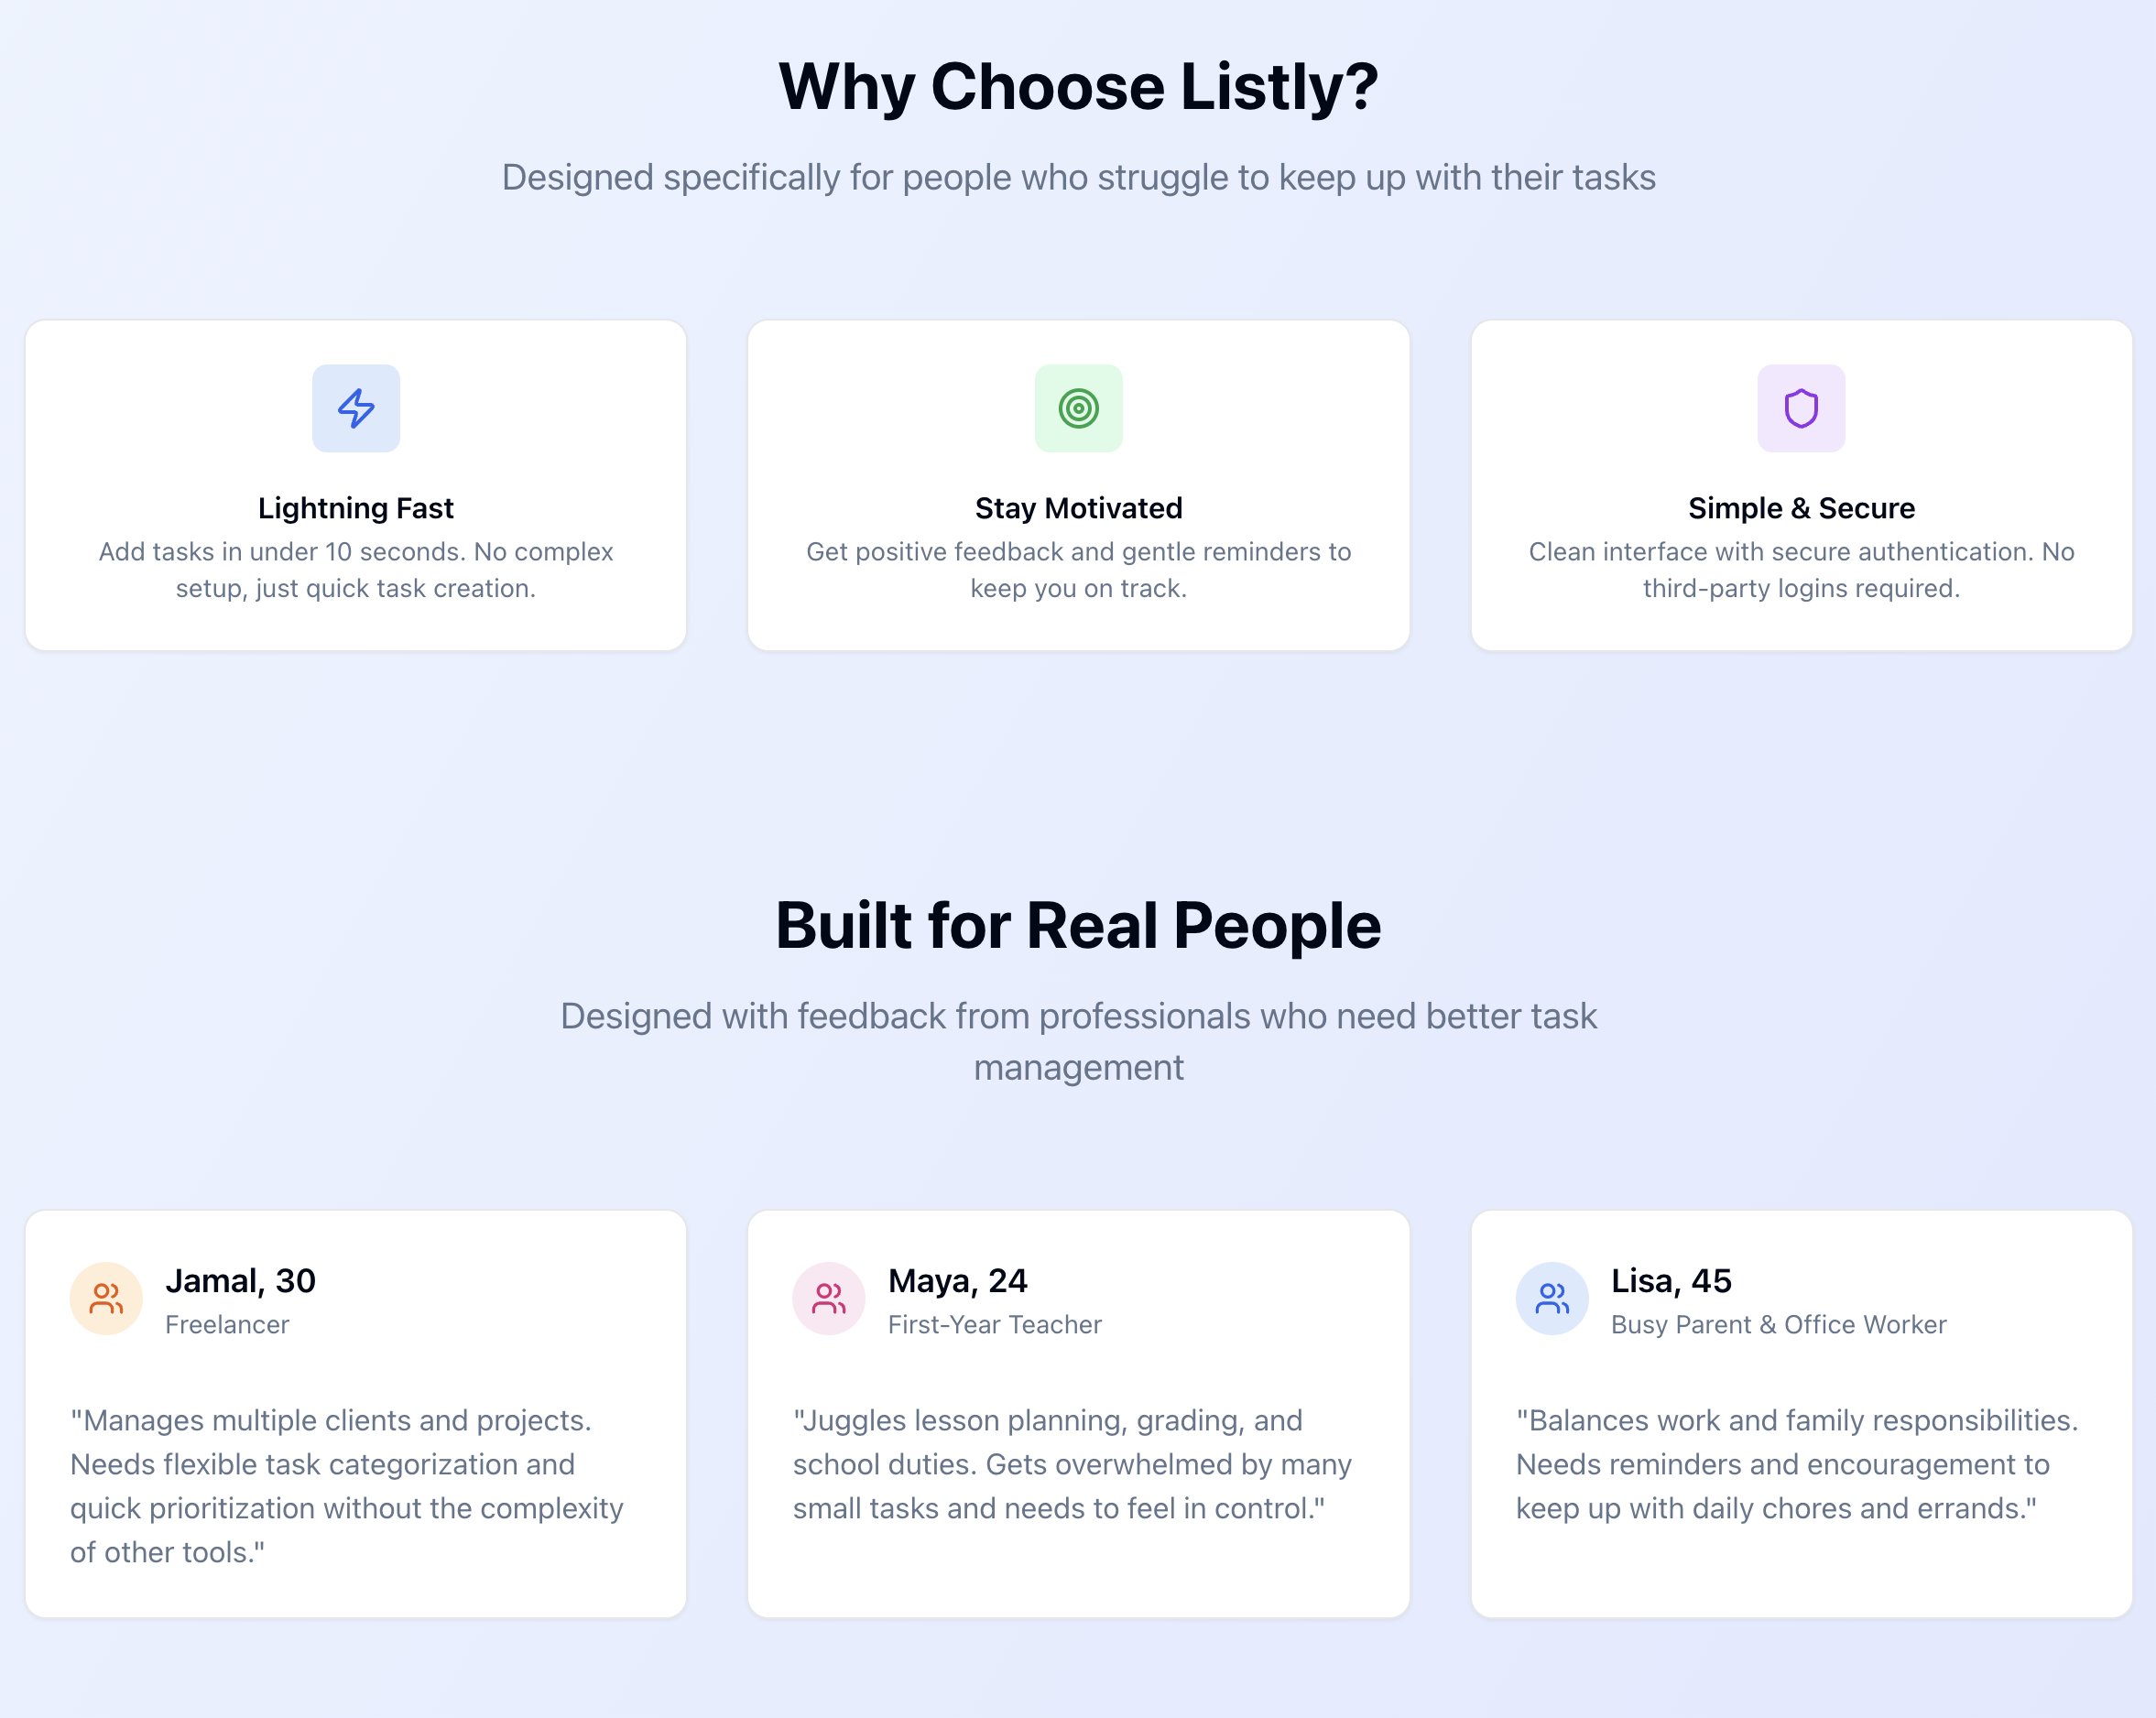 Why Choose Listly?
Designed specifically for people who struggle to keep up with their tasks
Lightning Fast
Add tasks in under 10 seconds. No complex
setup, just quick task creation.
Stay Motivated
Get positive feedback and gentle reminders to
keep you on track.
Simple & Secure
Clean interface with secure authentication. No
third-party logins required.
Built for Real People
Designed with feedback from professionals who need better task
management
Jamal, 30
Freelancer
"Manages multiple clients and projects.
Needs flexible task categorization and
quick prioritization without the complexity
of other tools."
Maya, 24
First-Year Teacher
"Juggles lesson planning, grading, and
school duties. Gets overwhelmed by many
small tasks and needs to feel in control."
Lisa, 45
Busy Parent & Office Worker
"Balances work and family responsibilities.
Needs reminders and encouragement to
keep up with daily chores and errands."